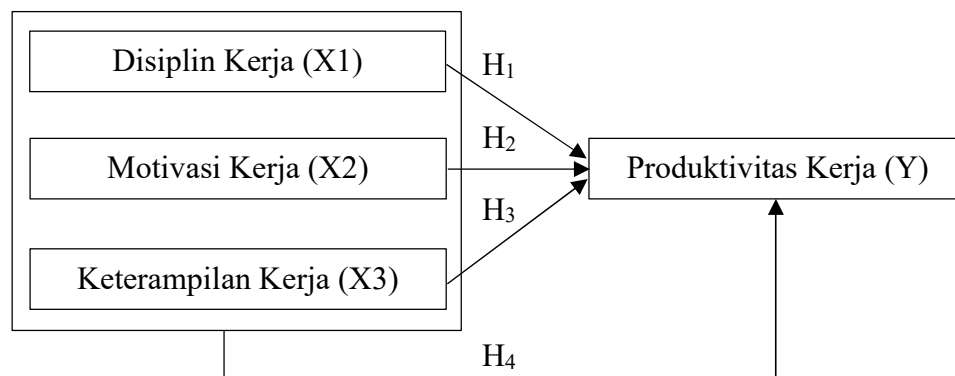 Disiplin Kerja (X1)
H₁
Motivasi Kerja (X2)
H₂
Produktivitas Kerja (Y)
H₃
Keterampilan Kerja (X3)
H₄